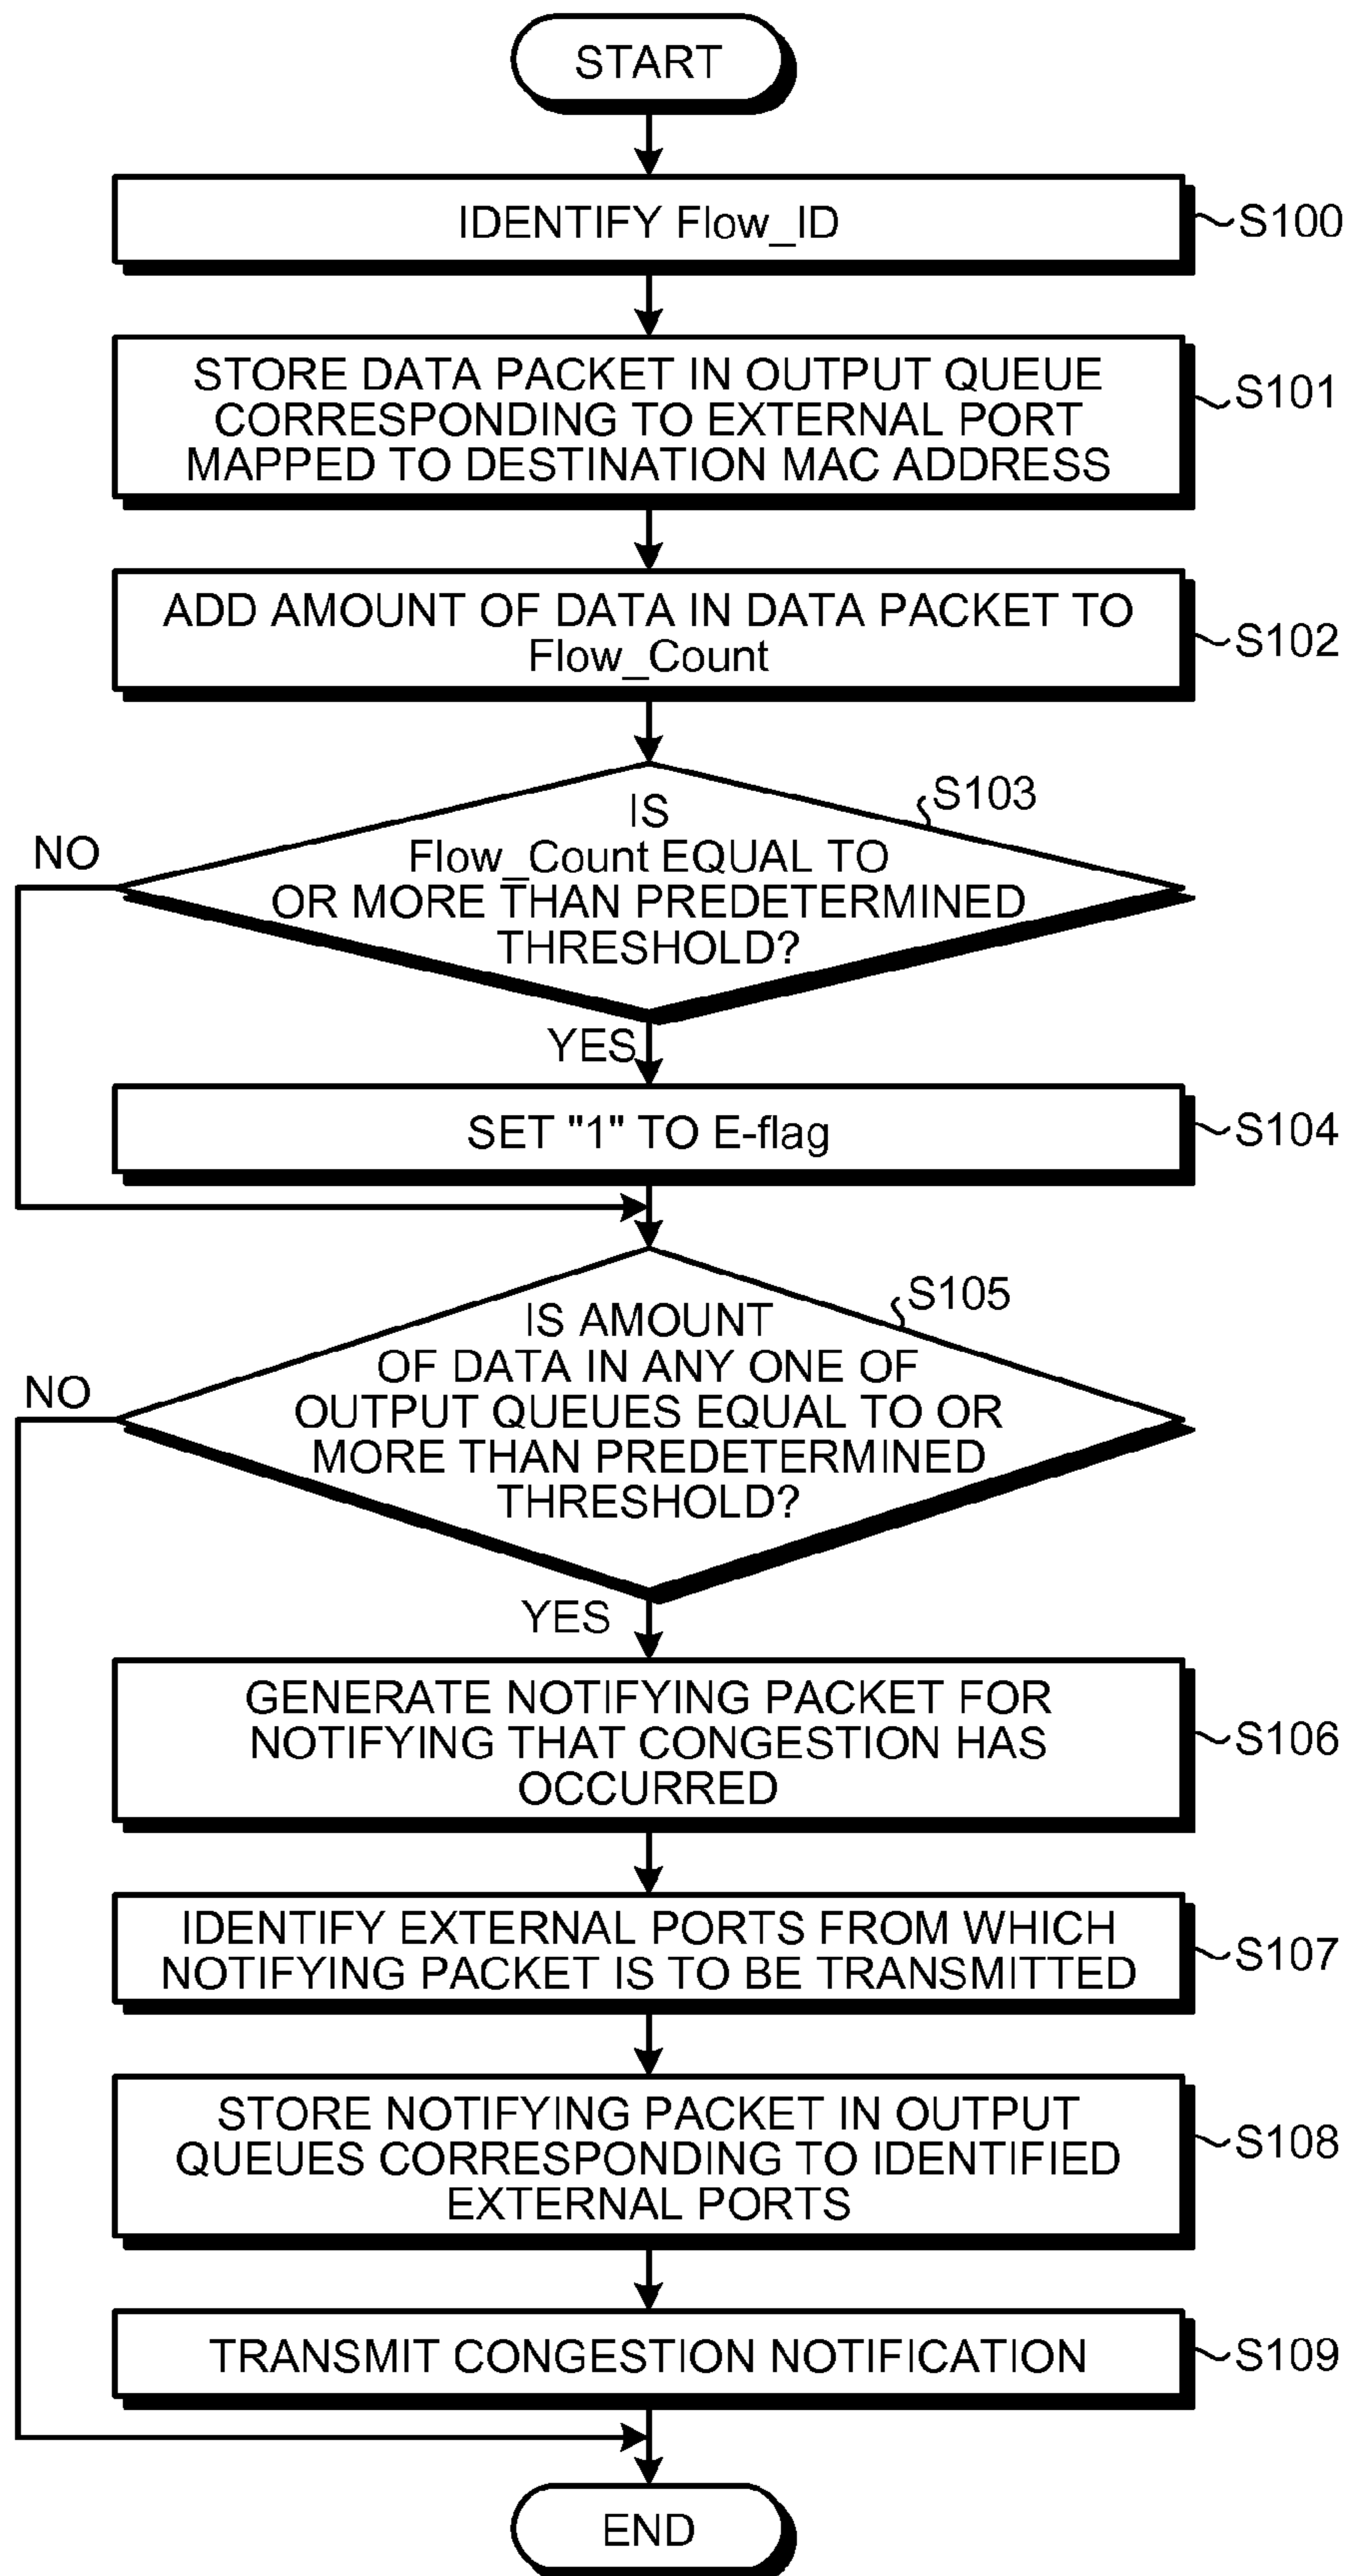 START
IDENTIFY Flow_ID
S100
STORE DATA PACKET IN OUTPUT QUEUE
CORRESPONDING TO EXTERNAL PORT
MAPPED TO DESTINATION MAC ADDRESS
S101
ADD AMOUNT OF DATA IN DATA PACKET TO
Flow_Count
S102
S103
IS
Flow_Count EQUAL TO
OR MORE THAN PREDETERMINED
THRESHOLD?
NO
YES
SET "1" TO E-flag
S104
S105
IS AMOUNT
OF DATA IN ANY ONE OF
OUTPUT QUEUES EQUAL TO OR
MORE THAN PREDETERMINED
THRESHOLD?
NO
YES
GENERATE NOTIFYING PACKET FOR
NOTIFYING THAT CONGESTION HAS
OCCURRED
S106
IDENTIFY EXTERNAL PORTS FROM WHICH
NOTIFYING PACKET IS TO BE TRANSMITTED
S107
STORE NOTIFYING PACKET IN OUTPUT
QUEUES CORRESPONDING TO IDENTIFIED
EXTERNAL PORTS
S108
TRANSMIT CONGESTION NOTIFICATION
S109
END